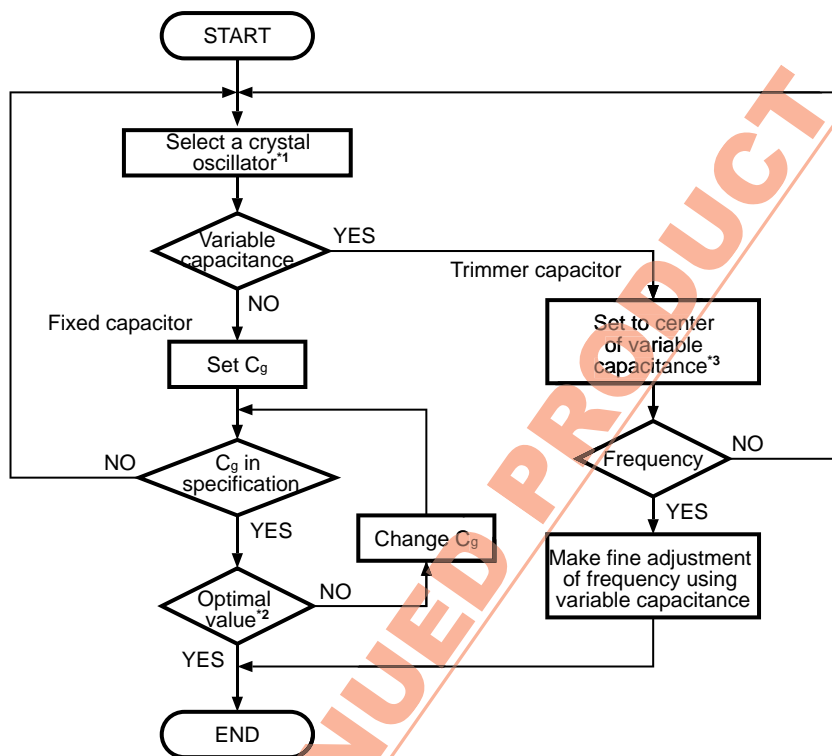 START
Select a crystal
oscillator*1
Variable
capacitance
YES
Trimmer capacitor
NO
Fixed capacitor
Set Cg
Set to center
of variable
capacitance*3
Cg in
specification
NO
YES
Frequency
NO
YES
Change Cg
Make fine adjustment
of frequency using
variable capacitance
Optimal
value*2
NO
YES
END
NUED PRODUCT